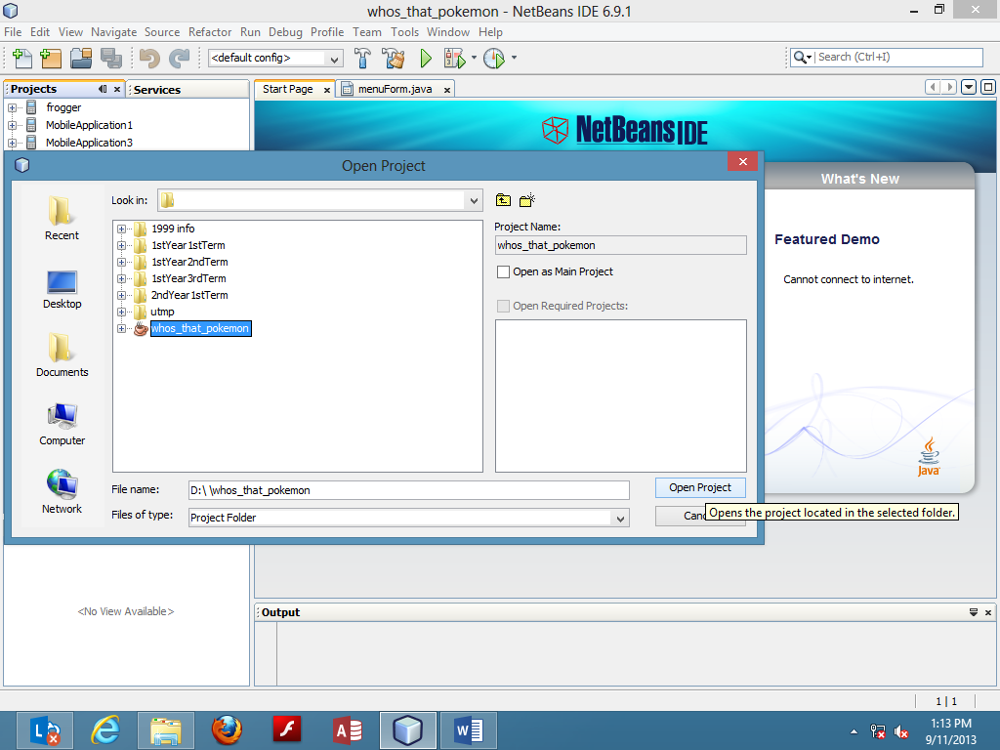 whos_that_pokemon - NetBeans IDE 6.9.1
File Edit View Navigate Source Refactor Run Debug Profile Team Tools Window Help
<default config>
Search (Ctrl+I)
Projects
Services
Start Page
menuForm.java
frogger
MobileApplication1
MobileApplication3
NetBeans IDE
Open Project
What's New
Look in:
Recent
Desktop
Documents
Computer
Network
1999 info
1stYear1stTerm
1stYear2ndTerm
1stYear3rdTerm
2ndYear1stTerm
utmp
whos_that_pokemon
Project Name:
whos_that_pokemon
Open as Main Project
Open Required Projects:
Featured Demo
Cannot connect to internet.
Java
File name:
D:\ \whos_that_pokemon
Open Project
Files of type:
Project Folder
Canc
Opens the project located in the selected folder.
<No View Available>
Output
1 | 1
1:13 PM
9/11/2013